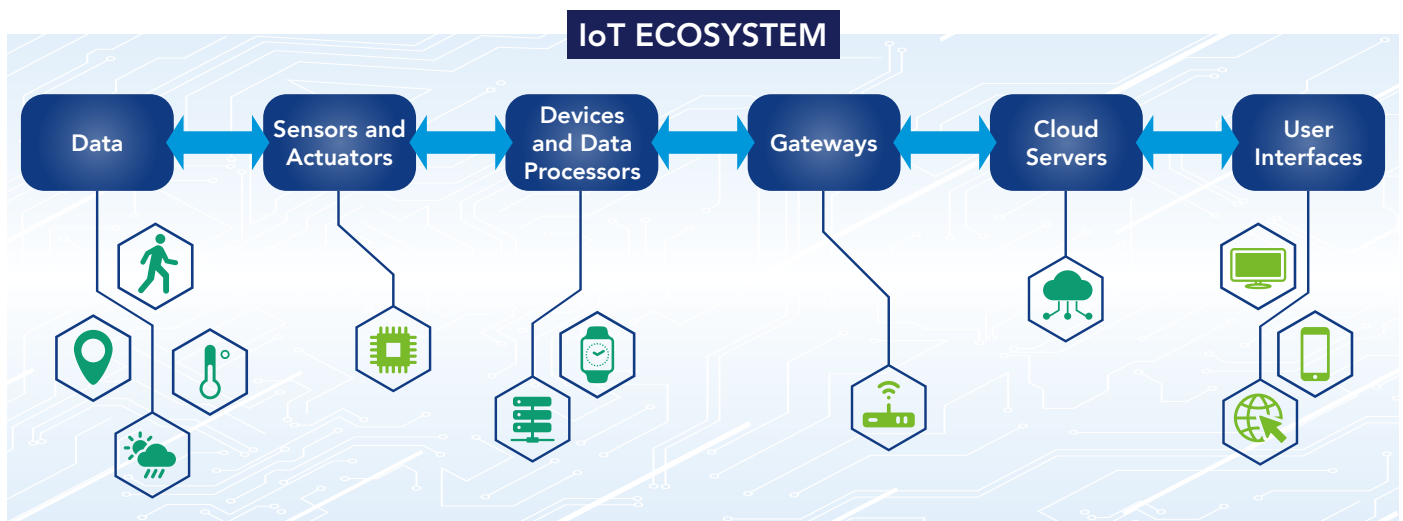 IoT ECOSYSTEM
Data
Sensors and
Actuators
Devices
and Data
Processors
Gateways
Cloud
Servers
User
Interfaces